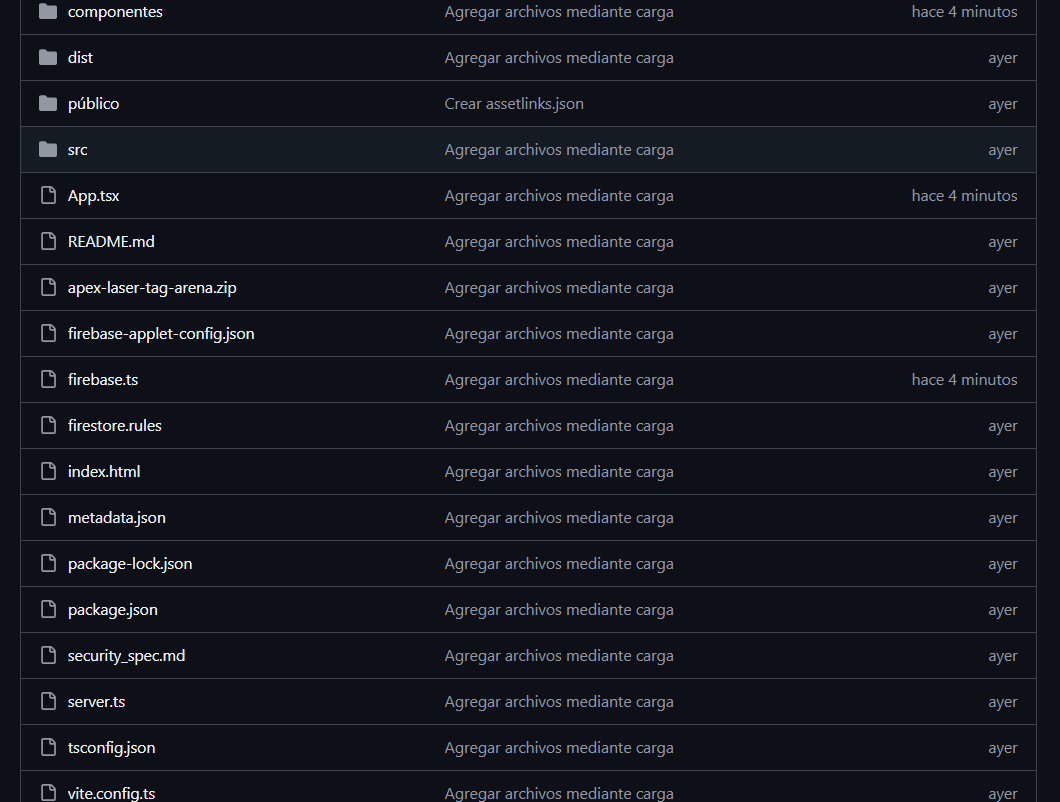 componentes Agregar archivos mediante carga hace 4 minutos
dist Agregar archivos mediante carga ayer
público Crear assetlinks.json ayer
src Agregar archivos mediante carga ayer
App.tsx Agregar archivos mediante carga hace 4 minutos
README.md Agregar archivos mediante carga ayer
apex-laser-tag-arena.zip Agregar archivos mediante carga ayer
firebase-applet-config.json Agregar archivos mediante carga ayer
firebase.ts Agregar archivos mediante carga hace 4 minutos
firestore.rules Agregar archivos mediante carga ayer
index.html Agregar archivos mediante carga ayer
metadata.json Agregar archivos mediante carga ayer
package-lock.json Agregar archivos mediante carga ayer
package.json Agregar archivos mediante carga ayer
security_spec.md Agregar archivos mediante carga ayer
server.ts Agregar archivos mediante carga ayer
tsconfig.json Agregar archivos mediante carga ayer
vite.config.ts Agregar archivos mediante carga ayer